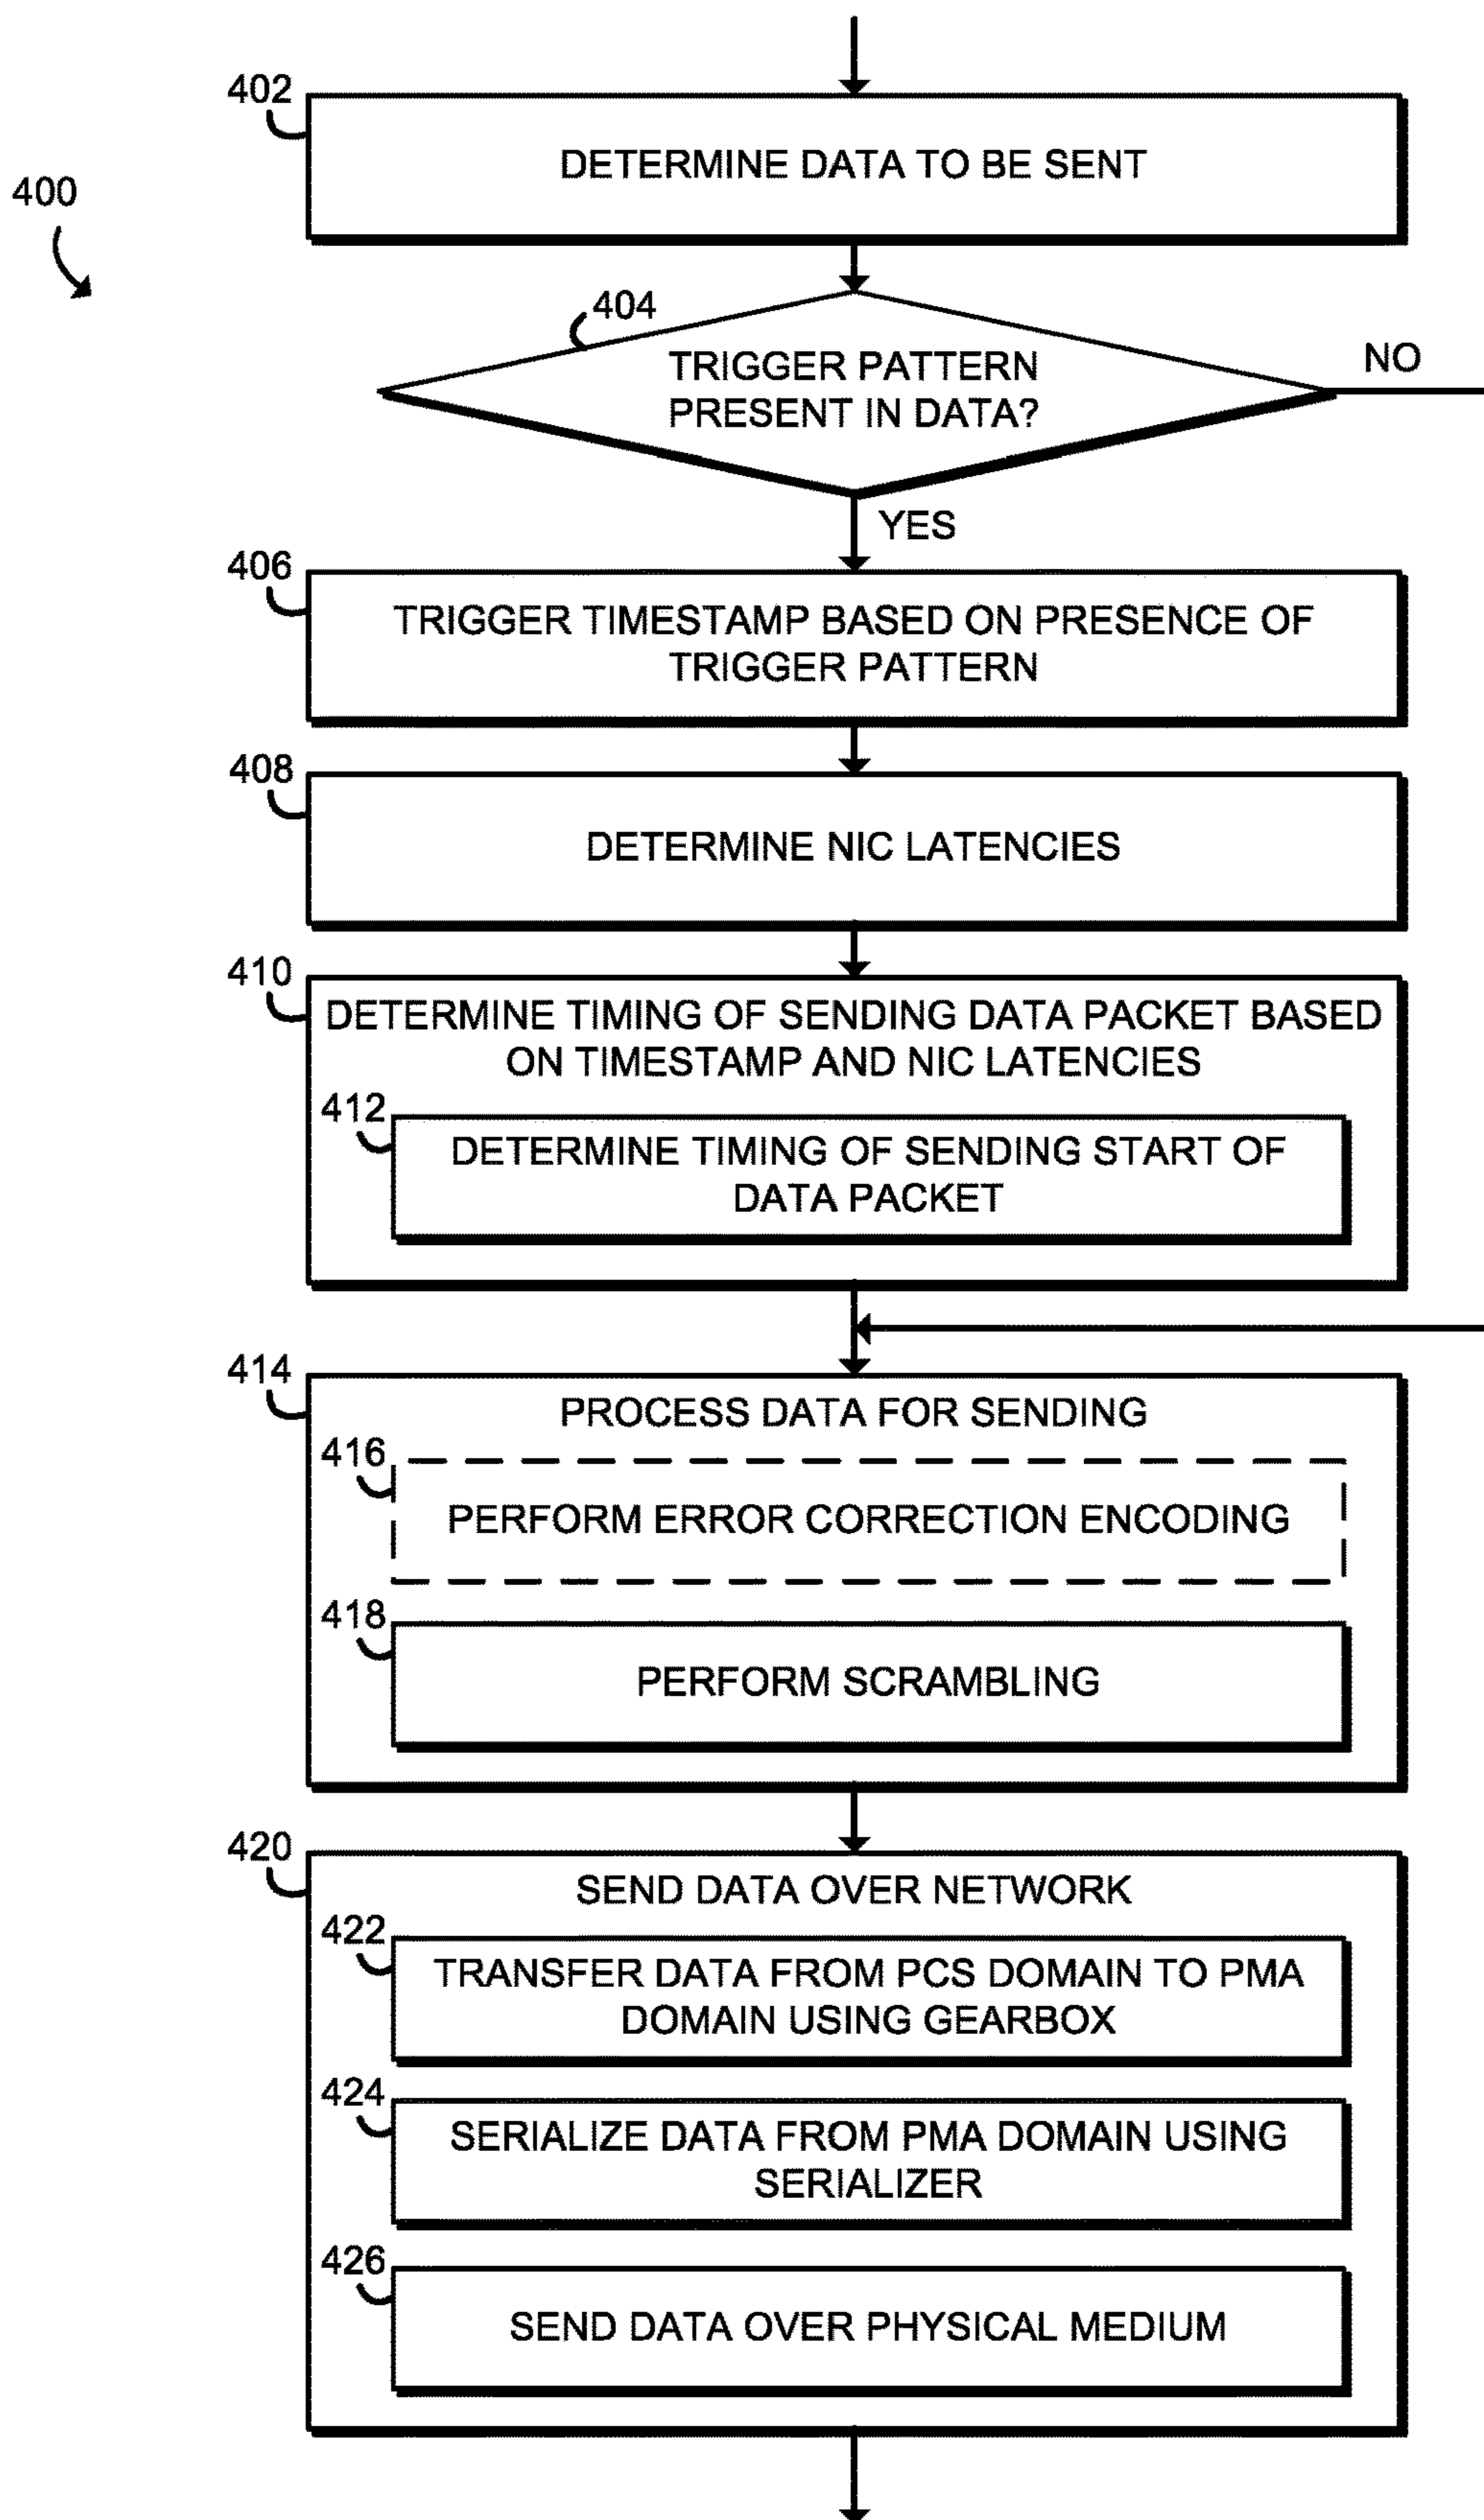 402
DETERMINE DATA TO BE SENT
400
404
TRIGGER PATTERN
PRESENT IN DATA?
NO
YES
406
TRIGGER TIMESTAMP BASED ON PRESENCE OF
TRIGGER PATTERN
408
DETERMINE NIC LATENCIES
410
DETERMINE TIMING OF SENDING DATA PACKET BASED
ON TIMESTAMP AND NIC LATENCIES
412
DETERMINE TIMING OF SENDING START OF
DATA PACKET
414
PROCESS DATA FOR SENDING
416
PERFORM ERROR CORRECTION ENCODING
418
PERFORM SCRAMBLING
420
SEND DATA OVER NETWORK
422
TRANSFER DATA FROM PCS DOMAIN TO PMA
DOMAIN USING GEARBOX
424
SERIALIZE DATA FROM PMA DOMAIN USING
SERIALIZER
426
SEND DATA OVER PHYSICAL MEDIUM